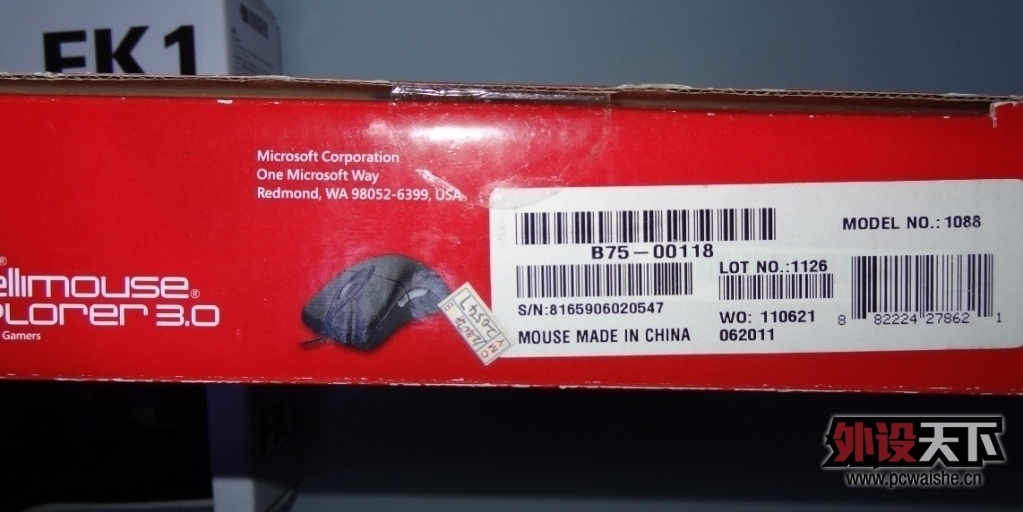 FK1
Microsoft Corporation
One Microsoft Way
Redmond, WA 98052-6399, USA
ellimouse®
plorer 3.0
Gamers
B75-00118
MODEL NO.: 1088
LOT NO.:1126
S/N:8165906020547
WO: 110621
MOUSE MADE IN CHINA
062011
8 82224 27862 1
外设天下
www.pcwaishe.cn